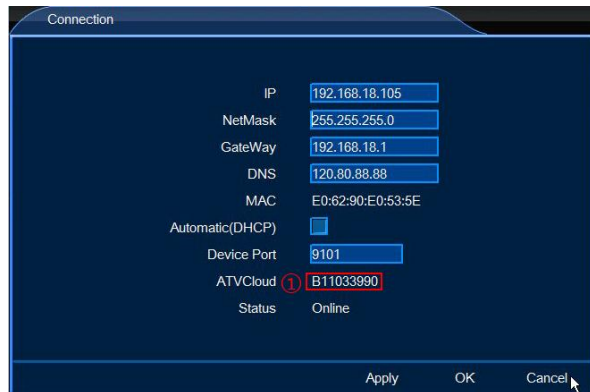 Connection
IP 192.168.18.105
NetMask 255.255.255.0
GateWay 192.168.18.1
DNS 120.80.88.88
MAC E0:62:90:E0:53:5E
Automatic(DHCP)
Device Port 9101
ATVCloud ① B11033990
Status Online
Apply OK Cancel